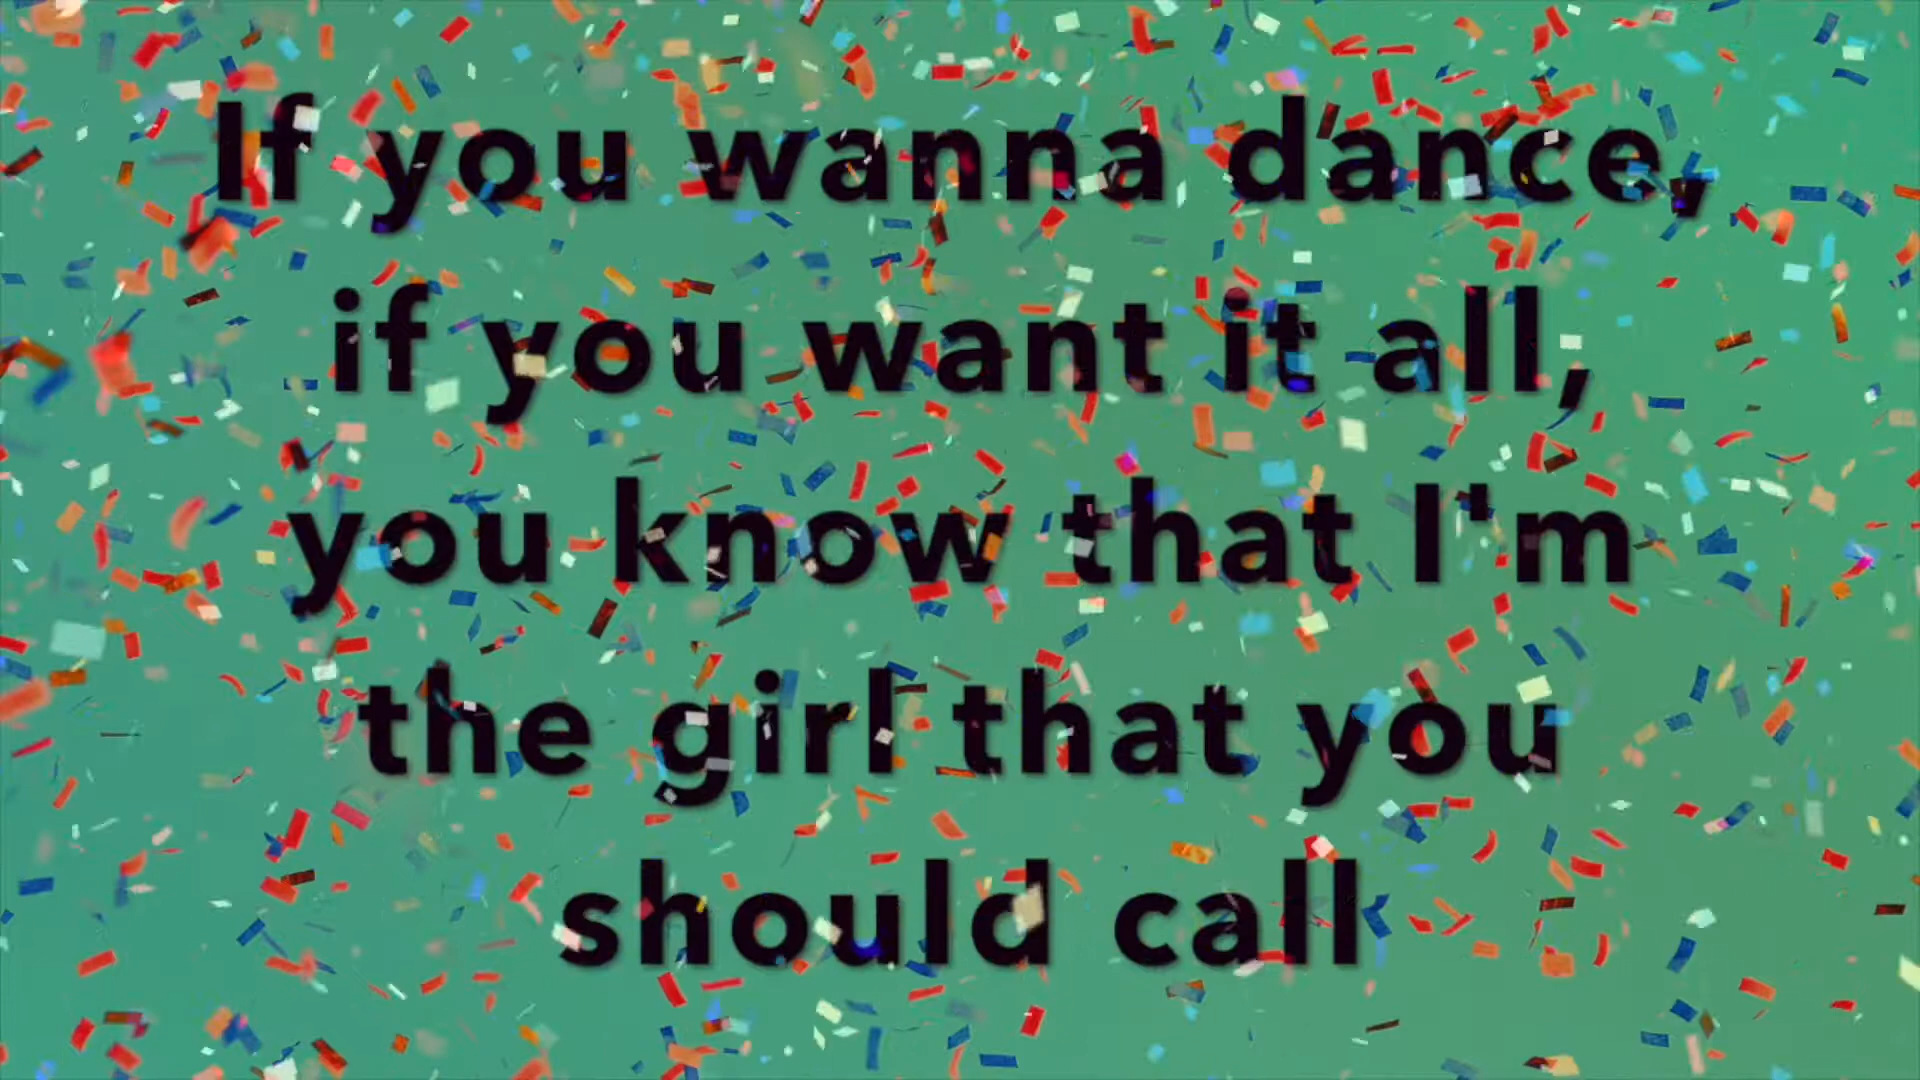 If you wanna dance,
if you want it all,
you know that I'm
the girl that you
should call